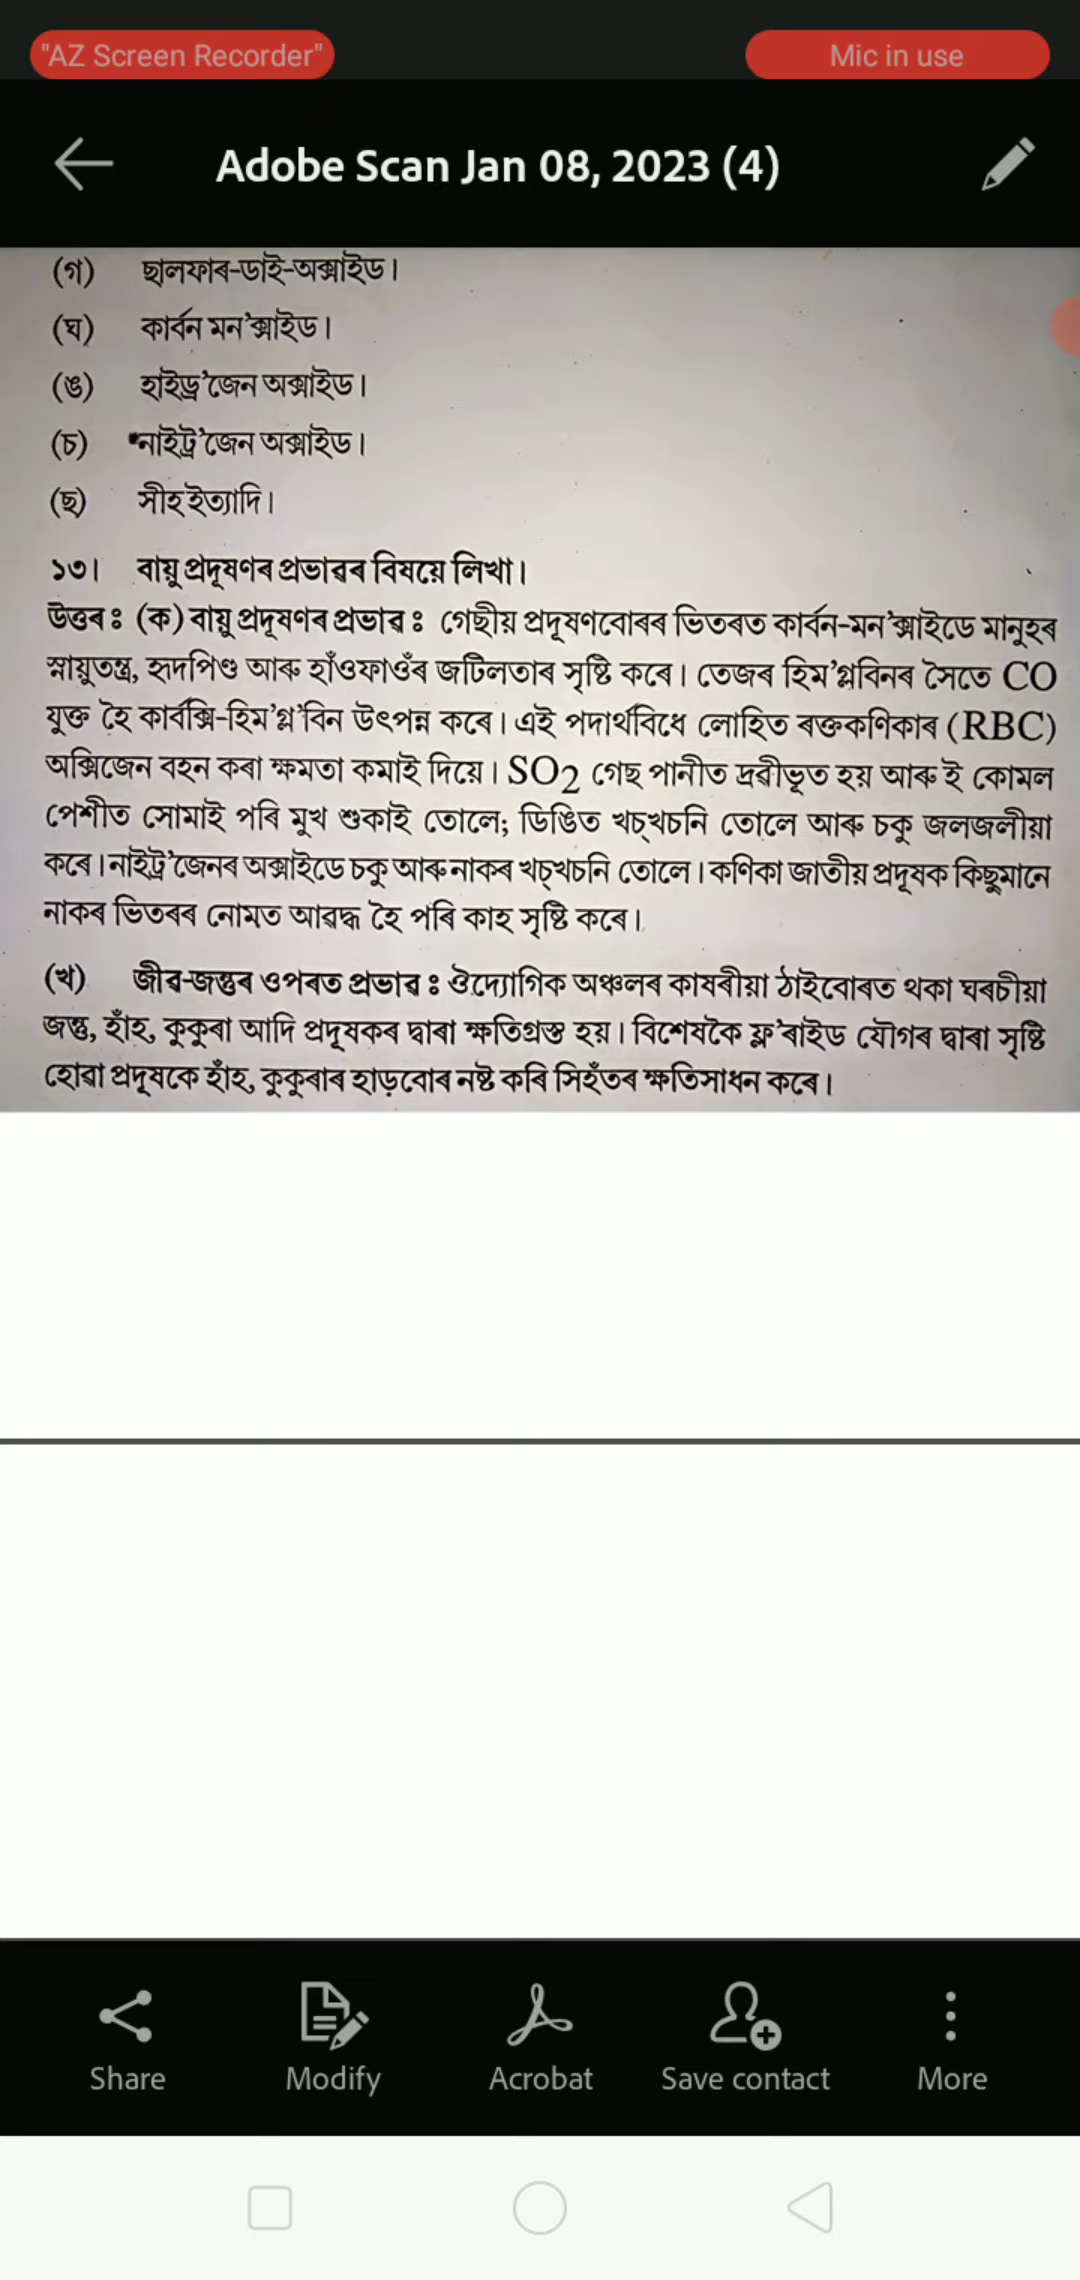 "AZ Screen Recorder"
Mic in use
Adobe Scan Jan 08, 2023 (4)
(গ) ছালফাৰ-ডাই-অক্সাইড।
(ঘ) কাৰ্বন মন'ক্সাইড।
(ঙ) হাইড্ৰ'জেন অক্সাইড।
(চ) নাইট্ৰ'জেন অক্সাইড।
(ছ) সীহ ইত্যাদি।
১৩। বায়ু প্ৰদূষণৰ প্ৰভাৱৰ বিষয়ে লিখা।
উত্তৰঃ (ক) বায়ু প্ৰদূষণৰ প্ৰভাৱঃ গেছীয় প্ৰদূষণবোৰৰ ভিতৰত কাৰ্বন-মন'ক্সাইডে মানুহৰ
স্নায়ুতন্ত্ৰ, হৃদপিণ্ড আৰু হাঁওফাওঁৰ জটিলতাৰ সৃষ্টি কৰে। তেজৰ হিম'গ্লবিনৰ সৈতে CO
যুক্ত হৈ কাৰ্বক্সি-হিম'গ্ল'বিন উৎপন্ন কৰে। এই পদাৰ্থবিধে লোহিত ৰক্তকণিকাৰ (RBC)
অক্সিজেন বহন কৰা ক্ষমতা কমাই দিয়ে। SO2 গেছ পানীত দ্ৰৱীভূত হয় আৰু ই কোমল
পেশীত সোমাই পৰি মুখ শুকাই তোলে; ডিঙিত খচ্‌খচনি তোলে আৰু চকু জলজলীয়া
কৰে। নাইট্ৰ'জেনৰ অক্সাইডে চকু আৰু নাকৰ খচ্‌খচনি তোলে। কণিকা জাতীয় প্ৰদূষক কিছুমানে
নাকৰ ভিতৰৰ নোমত আৱদ্ধ হৈ পৰি কাহ সৃষ্টি কৰে।
(খ) জীৱ-জন্তুৰ ওপৰত প্ৰভাৱঃ ঔদ্যোগিক অঞ্চলৰ কাষৰীয়া ঠাইবোৰত থকা ঘৰচীয়া
জন্তু, হাঁহ, কুকুৰা আদি প্ৰদূষকৰ দ্বাৰা ক্ষতিগ্ৰস্ত হয়। বিশেষকৈ ফ্ল'ৰাইড যৌগৰ দ্বাৰা সৃষ্টি
হোৱা প্ৰদূষকে হাঁহ, কুকুৰাৰ হাড়বোৰ নষ্ট কৰি সিহঁতৰ ক্ষতিসাধন কৰে।
Share
Modify
Acrobat
Save contact
More